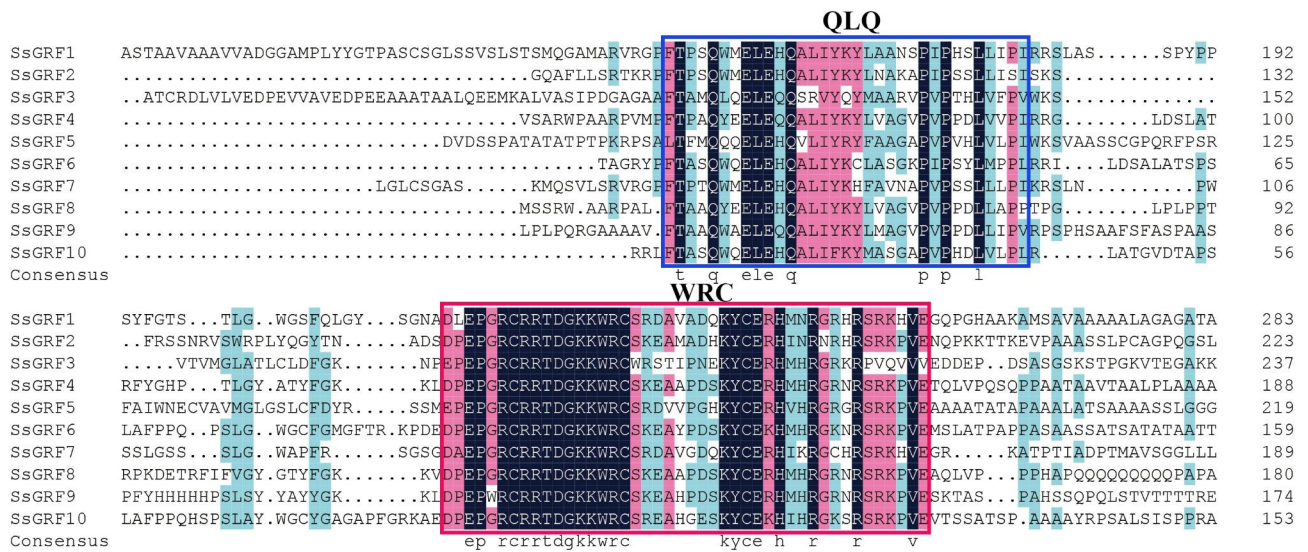 QLQ
SsGRF1 ASTAAVAAAVVADGGAMPLYYGTPASCSGLSSVSLSTSMQGAMARVRGPFTPSQWMELEHQALIYKYLAANSPIPHSLLIPIRRSLAS......SPYPP 192
SsGRF2 .....................................GQAFLLSRTKRPFTPSQWMELEHQALIYKYLNAKAPIPSSLLISISKS............... 132
SsGRF3 ..ATCRDLVLVEDPEVVAVEDPEEAAATAALQEEMKALVASIPDGAGAAFTAMQLQELEQQSRVYQYMAARVPVPTHLVFPVWKS.............. 152
SsGRF4 ....................................VSARWPAARPVMPFTPAQYEELEQQALIYKYLVAGVPVPPDLVVPIRRG.......LDSLAT 100
SsGRF5 .............................DVDSSPATATATPTPKRPSALTFMQQQELEHQVLIYRYFAAGAPVPVHLVLPIWKSVAASSCGPQRFPSR 125
SsGRF6 ...........................................TAGRYPFTASQWQELEHQALIYKCLASGKPIPSYLMPPLRRI...LDSALATSPS 65
SsGRF7 .......................LGLCSGAS......KMQSVLSRVRGPFTPTQWMELEHQALIYKHFAVNAPVPSSLLLPIKRSLN.........PW 106
SsGRF8 ....................................MSSRW.AARPAL.FTAAQYEELEHQALIYKYLVAGVPVPPDLLAPPTPG......LPLPPT 92
SsGRF9 ....................................LPLPQRGAAAAV.FTAAQWAELEQQALIYKYLMAGVPVPPDLLIPVRPSPHSAAFSFASPAAS 86
SsGRF10 ..............................................RRLFTASQWQELEHQALIFKYMASGAPVPHDLVLPLR.....LATGVDTAPS 56
Consensus t q ele q p p l
WRC
SsGRF1 SYFGTS...TLG..WGSFQLGY...SGNADLEPGRCRRTDGKKWRCSRDAVADQKYCERHMNRGRHRSRKHVEGQPGHAAKAMSAVAAAAALAGAGATA 283
SsGRF2 ...FRSSNRVSWRPLYQGYTN....ADSDPEPGRCRRTDGKKWRCSKEAMADHKYCERHINRNRHRSRKPVENQPKKTTKEVPAAASSLPCAGPQGSL 223
SsGRF3 .....VTVMGLATLCLDFGK.....NPEPEPGRCRRTDGKKWRCWRSTIPNEKYCERHMHRGRKRPVQVVVEDDEP..DSASGSKSTPGKVTEGAKK 237
SsGRF4 RFYGHP...TLGY.ATYFGK.....KLDPEPGRCRRTDGKKWRCSKEAAPDSKYCERHMHRGRNRSRKPVETQLVPQSQPPAATAAVTAALPLAAAA 188
SsGRF5 FAIWNECVAVMGLGSLCFDYR....SSMEPEPGRCRRTDGKKWRCSRDVVPGHKYCERHVHRGRGRSRKPVEAAAATATAPAAALATSAAAASSLGGG 219
SsGRF6 LAFPPQ..PSLG..WGCFGMGFTR.KPDEDPEPGRCRRTDGKKWRCSKEAYPDSKYCEKHMHRGKNRSRKPVEMSLATPAPPASAASSATSATATAATT 159
SsGRF7 SSLGSS...SLG..WAPFR......SGSGDAEPGRCRRTDGKKWRCSRDAVGDQKYCERHIKRGCHRSRKHVEGR....KATPTIADPTMAVSGGLLL 189
SsGRF8 RPKDETRFIFVGY.GTYFGK.....KVDPEPGRCRRTDGKKWRCSKEAAPDSKYCERHMHRGRNRSRKPVEAQLVP...APPHAPQQQQQQQQQPAPA 180
SsGRF9 PFYHHHHHPSLSY.YAYYGK.....KLDPEPWRCRRTDGKKWRCSKEAHPDSKYCERHMHRGRNRSRKPVESKTAS...PAHSSQPQLSTVTTTTRE 174
SsGRF10 LAFPPQHSPSLAY.WGCYGAGAPFGRKAEDPEPGRCRRTDGKKWRCSREAHGESKYCEKHIHRGKSRSRKPVEVTSSATSP.AAAAYRPSALSISPPRA 153
Consensus ep rcrrtdgkkwrc kyce h r r v